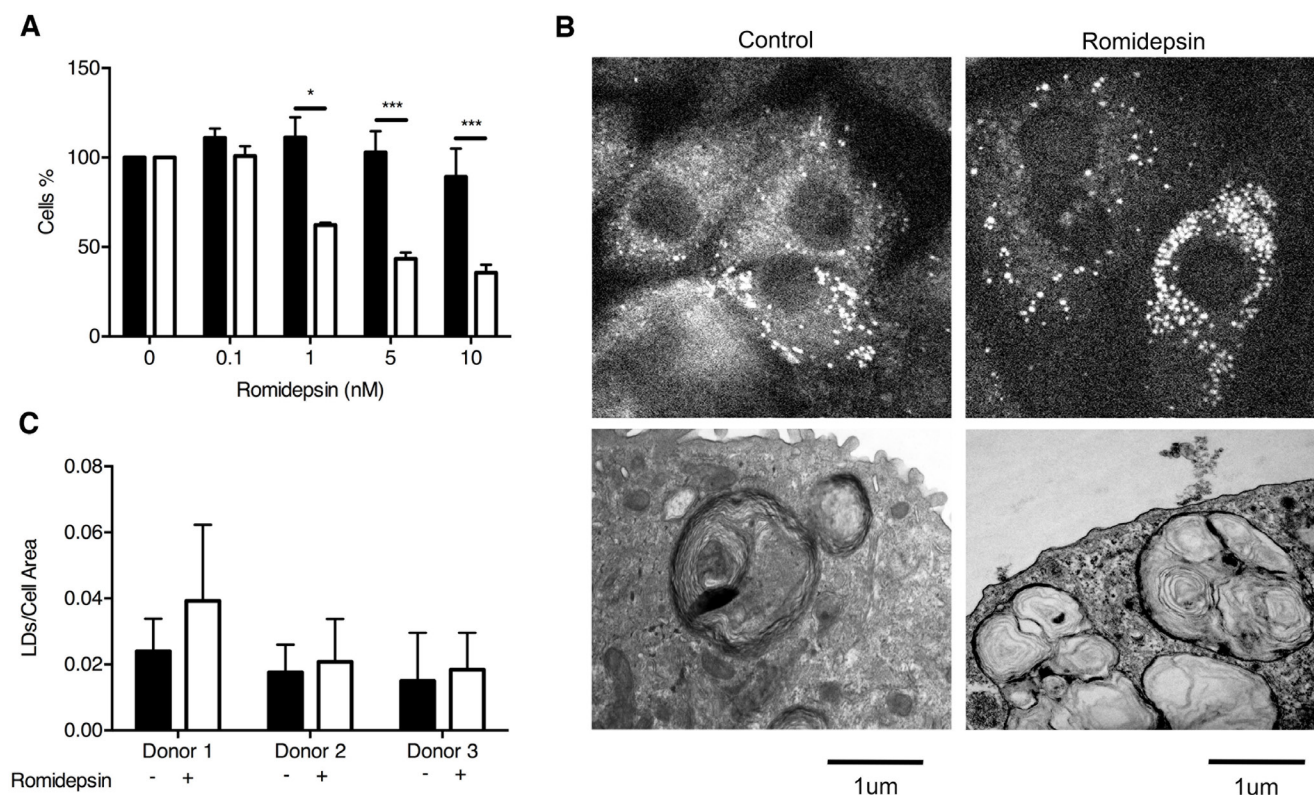 A
150
100
50
0
Cells %
* *** ***
0 0.1 1 5 10
Romidepsin (nM)
B
Control Romidepsin
1um 1um
C
0.08
0.06
0.04
0.02
0.00
LDs/Cell Area
Donor 1 Donor 2 Donor 3
Romidepsin - + - + - +